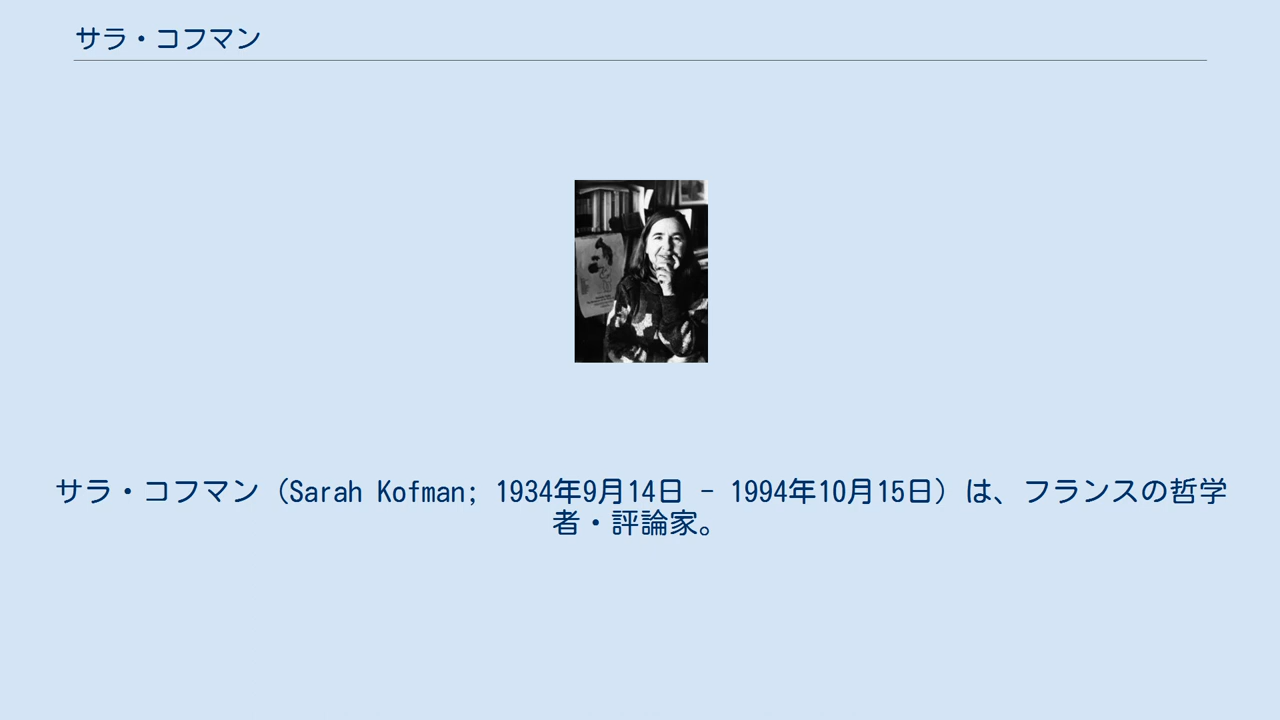 サラ・コフマン
サラ・コフマン（Sarah Kofman; 1934年9月14日 - 1994年10月15日）は、フランスの哲学
者・評論家。